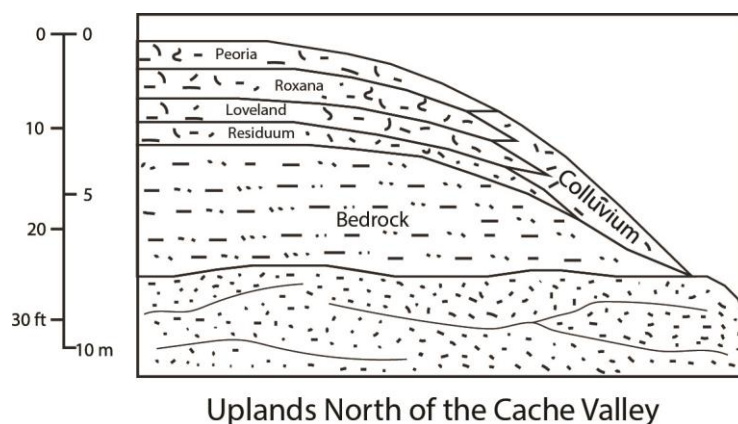 0
0
Peoria
Roxana
Loveland
10
Residuum
Colluvium
5
Bedrock
20
30 ft
10 m
Uplands North of the Cache Valley